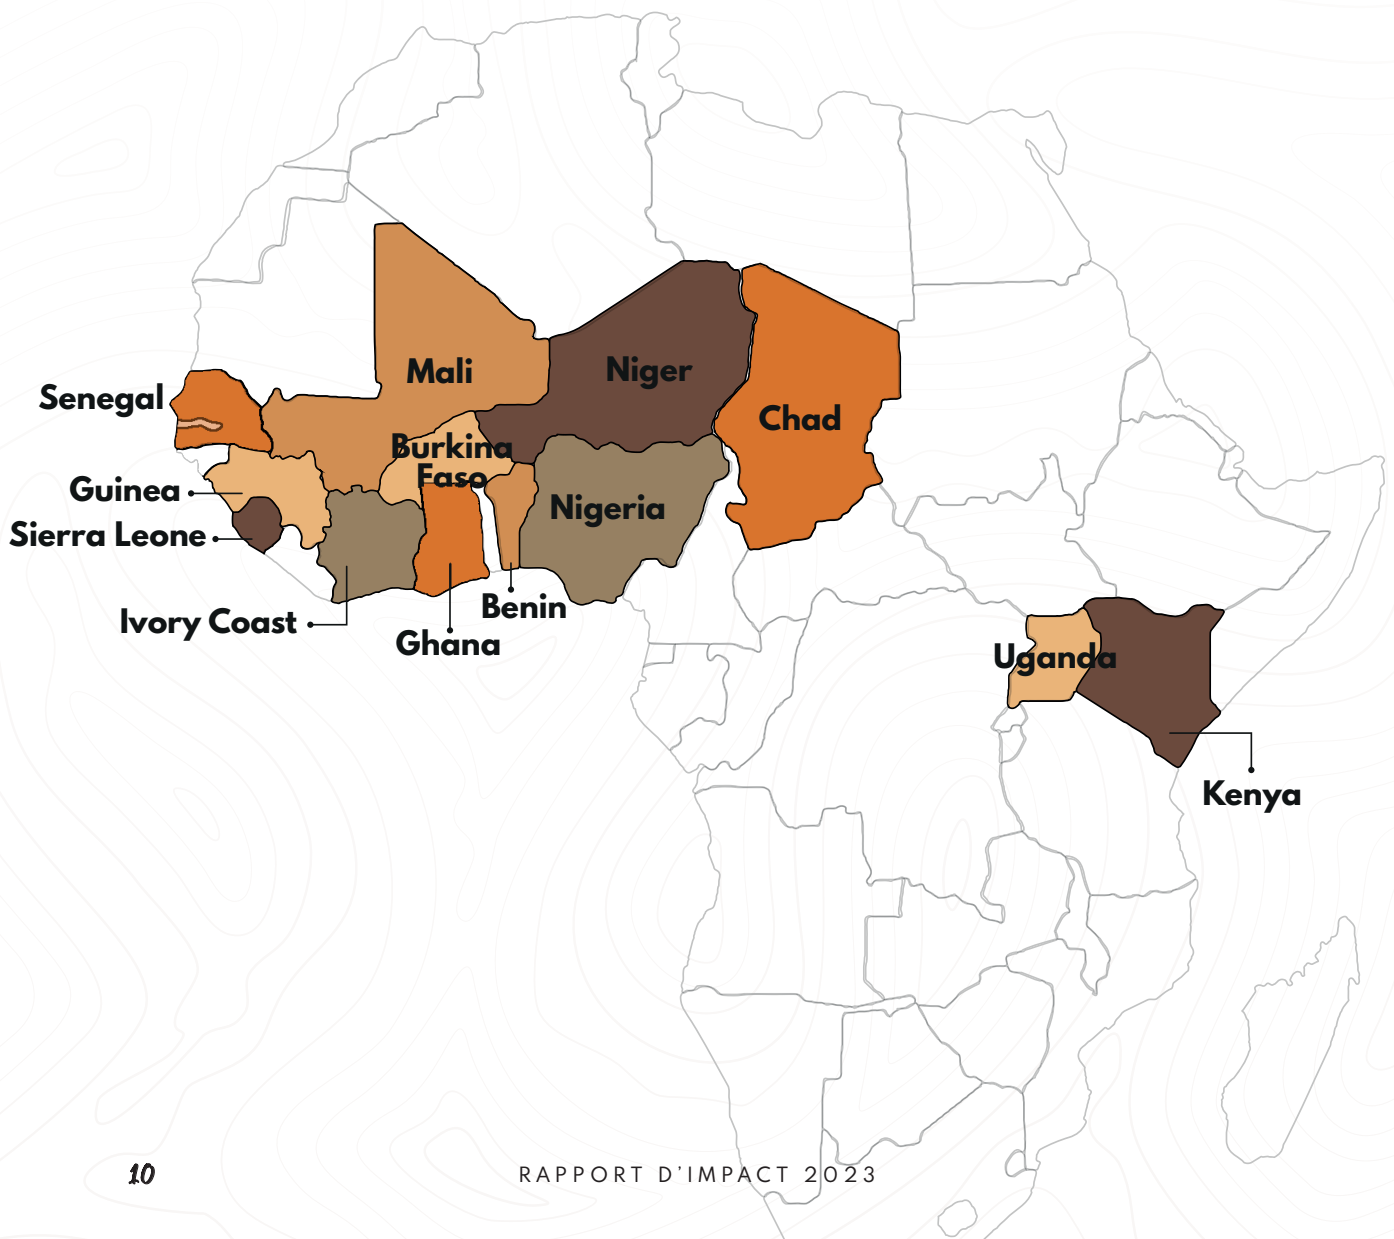 Mali
Niger
Senegal
Chad
Burkina
Faso
Guinea
Nigeria
Sierra Leone
Benin
Ivory Coast
Ghana
Uganda
Kenya
10
RAPPORT D’IMPACT 2023